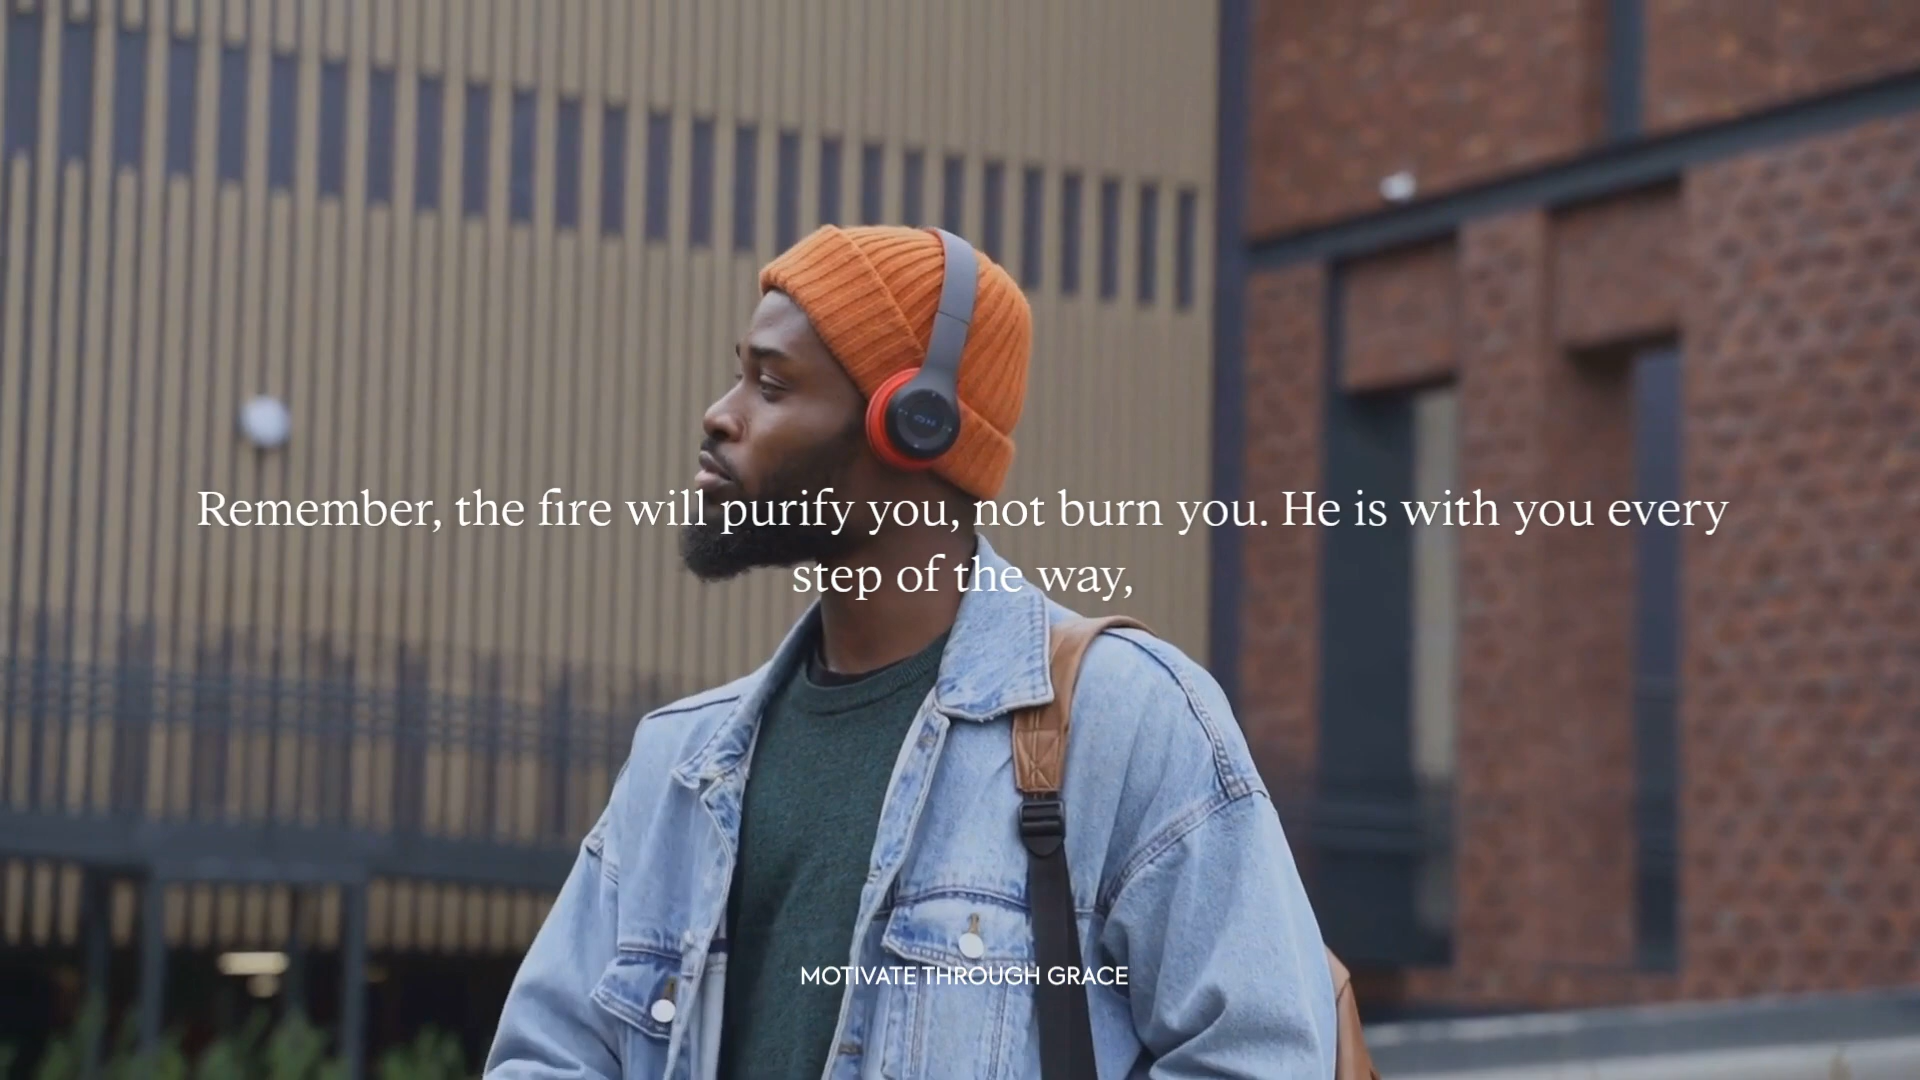 Remember, the fire will purify you, not burn you. He is with you every
step of the way,
MOTIVATE THROUGH GRACE